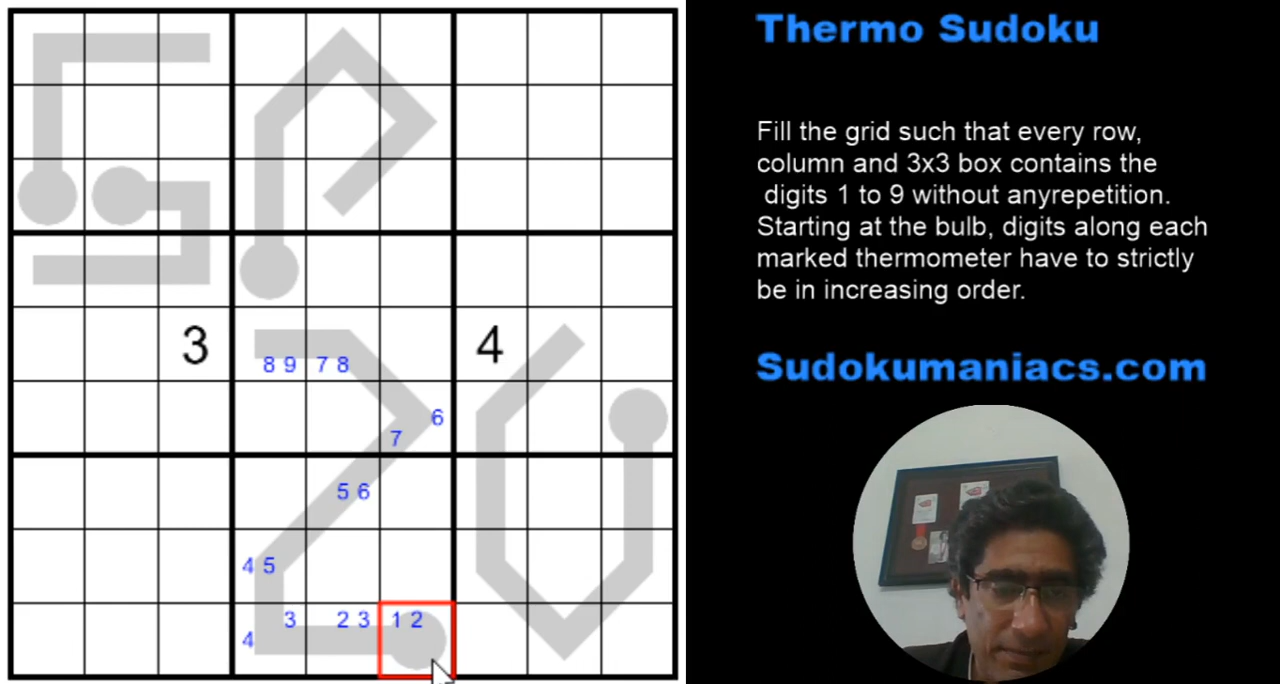 Thermo Sudoku
Fill the grid such that every row,
column and 3x3 box contains the
digits 1 to 9 without anyrepetition.
Starting at the bulb, digits along each
marked thermometer have to strictly
be in increasing order.
Sudokumaniacs.com
3 4
8 9 7 8
6
7
5 6
4 5
3 2 3 1 2
4